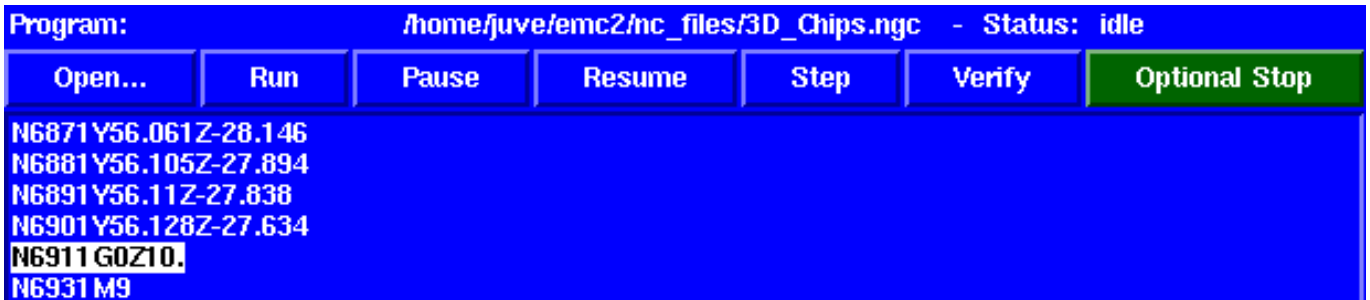 Program: /home/juve/emc2/nc_files/3D_Chips.ngc - Status: idle
Open... Run Pause Resume Step Verify Optional Stop
N6871Y56.061Z-28.146
N6881Y56.105Z-27.894
N6891Y56.11Z-27.838
N6901Y56.128Z-27.634
N6911G0Z10.
N6931M9